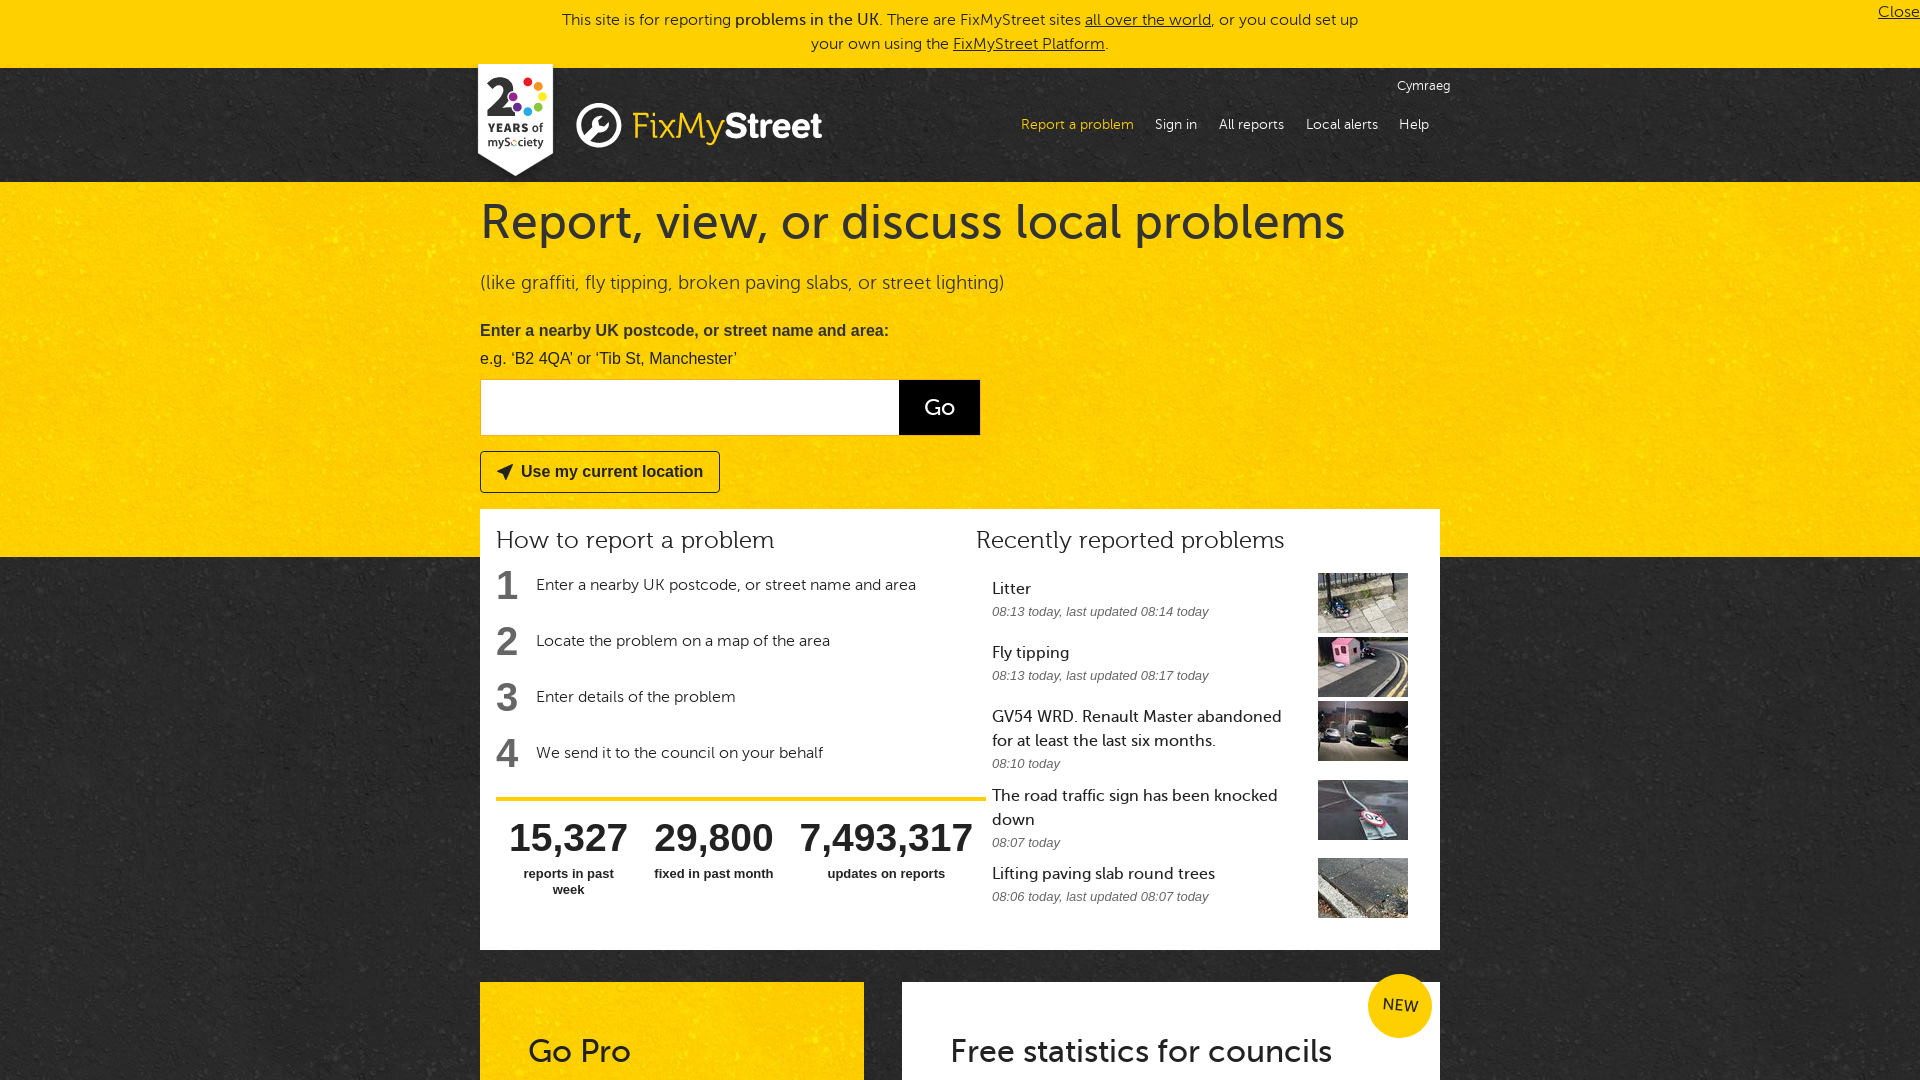 This site is for reporting problems in the UK. There are FixMyStreet sites all over the world, or you could set up
your own using the FixMyStreet Platform.
Close
20
YEARS of
mySociety
FixMyStreet
Cymraeg
Report a problem
Sign in
All reports
Local alerts
Help
Report, view, or discuss local problems
(like graffiti, fly tipping, broken paving slabs, or street lighting)
Enter a nearby UK postcode, or street name and area:
e.g. ‘B2 4QA’ or ‘Tib St, Manchester’
Go
Use my current location
How to report a problem
1 Enter a nearby UK postcode, or street name and area
2 Locate the problem on a map of the area
3 Enter details of the problem
4 We send it to the council on your behalf
15,327
reports in past
week
29,800
fixed in past month
7,493,317
updates on reports
Recently reported problems
Litter
08:13 today, last updated 08:14 today
Fly tipping
08:13 today, last updated 08:17 today
GV54 WRD. Renault Master abandoned
for at least the last six months.
08:10 today
The road traffic sign has been knocked
down
08:07 today
Lifting paving slab round trees
08:06 today, last updated 08:07 today
Go Pro
NEW
Free statistics for councils